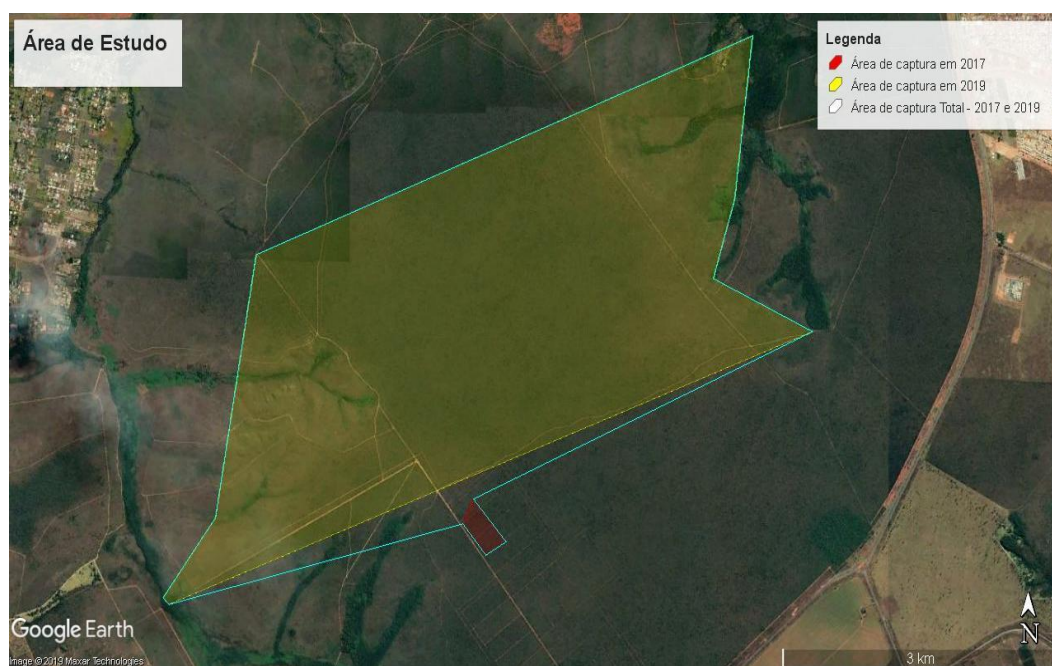 Área de Estudo
Legenda
Área de captura em 2017
Área de captura em 2019
Área de captura Total - 2017 e 2019
Google Earth
Image © 2019 Maxar Technologies
N
3 km